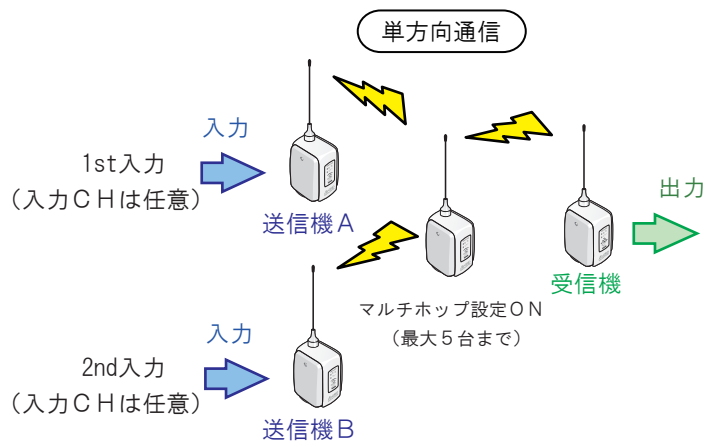 単方向通信
入力
1st入力
（入力ＣＨは任意）
送信機Ａ
出力
受信機
マルチホップ設定ＯＮ
（最大５台まで）
入力
2nd入力
（入力ＣＨは任意）
送信機Ｂ